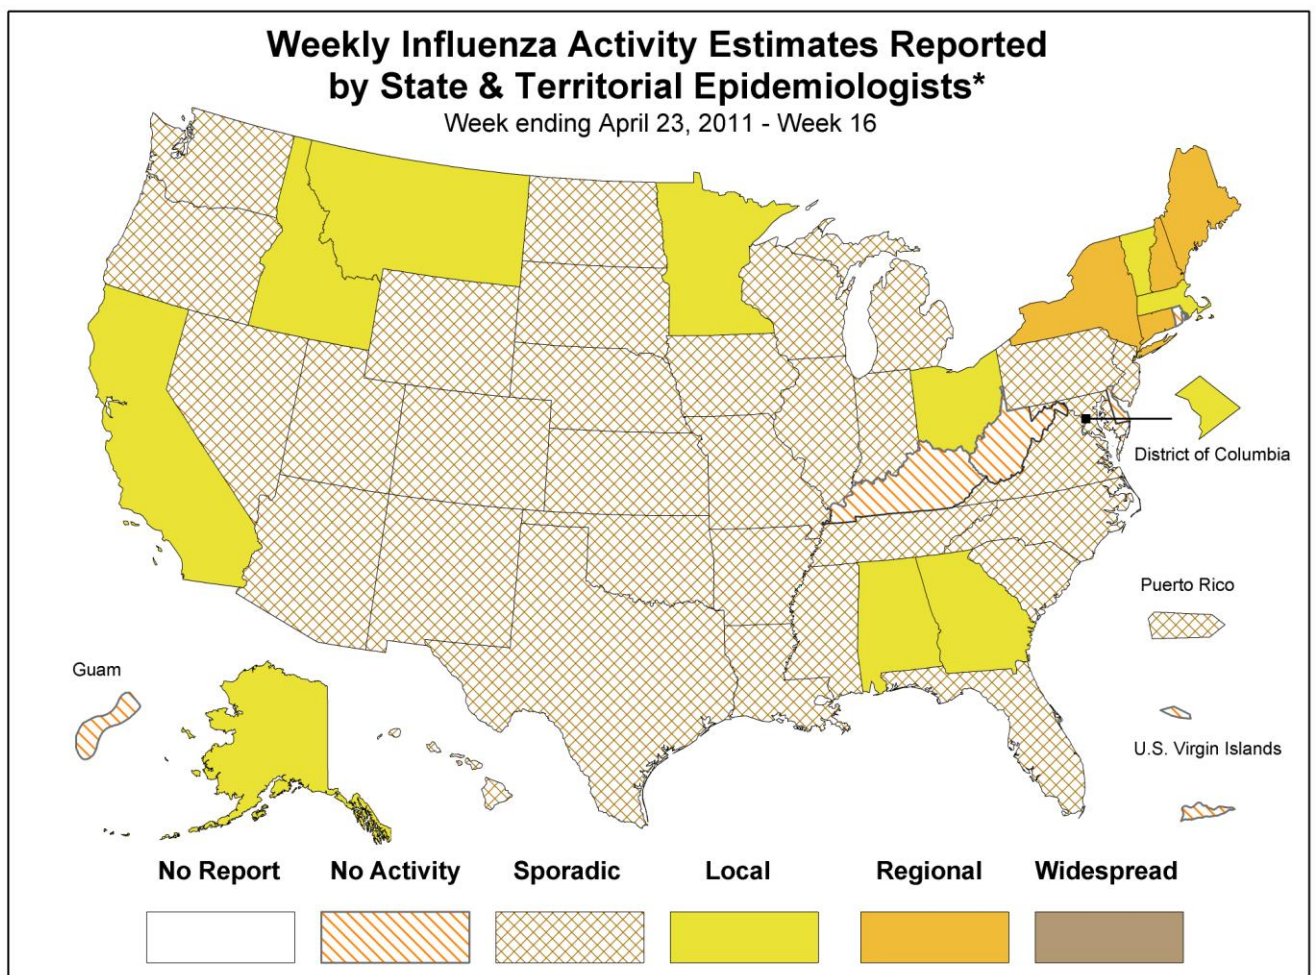 Weekly Influenza Activity Estimates Reported
by State & Territorial Epidemiologists*
Week ending April 23, 2011 - Week 16
District of Columbia
Puerto Rico
Guam
U.S. Virgin Islands
No Report No Activity Sporadic Local Regional Widespread